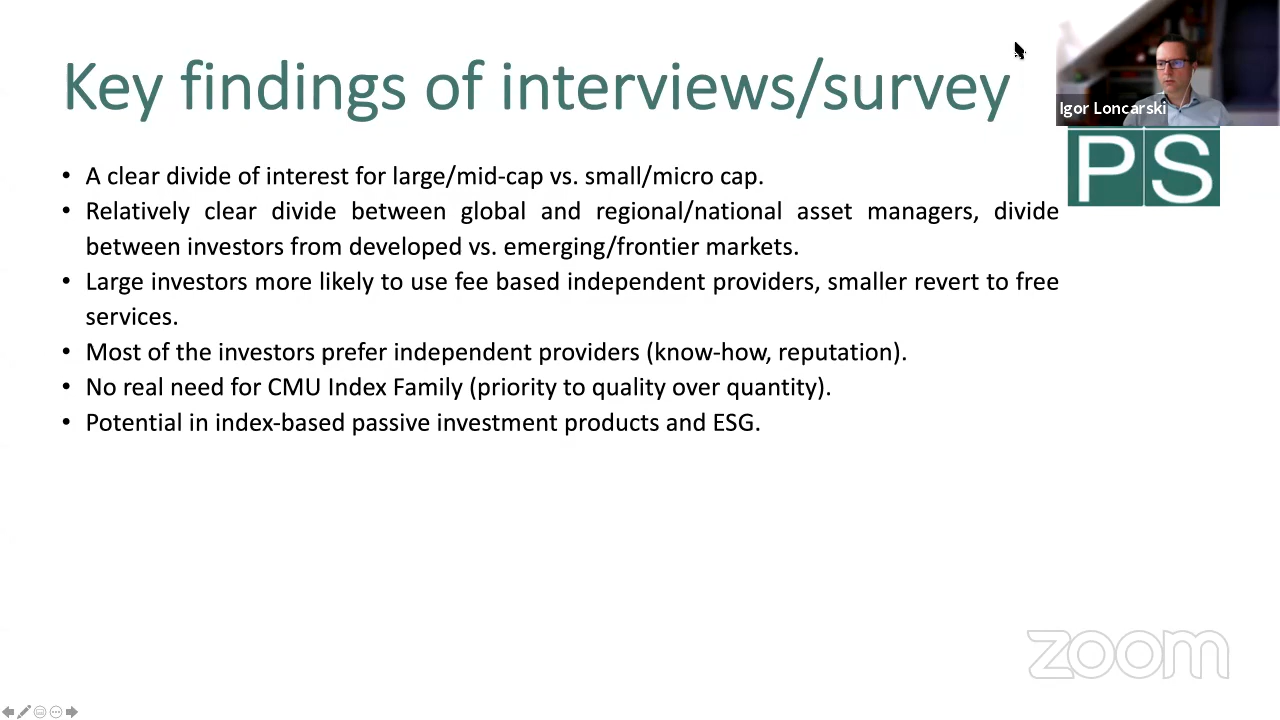 Key findings of interviews/survey
Igor Loncarski
PS
• A clear divide of interest for large/mid-cap vs. small/micro cap.
• Relatively clear divide between global and regional/national asset managers, divide
between investors from developed vs. emerging/frontier markets.
• Large investors more likely to use fee based independent providers, smaller revert to free
services.
• Most of the investors prefer independent providers (know-how, reputation).
• No real need for CMU Index Family (priority to quality over quantity).
• Potential in index-based passive investment products and ESG.
zoom